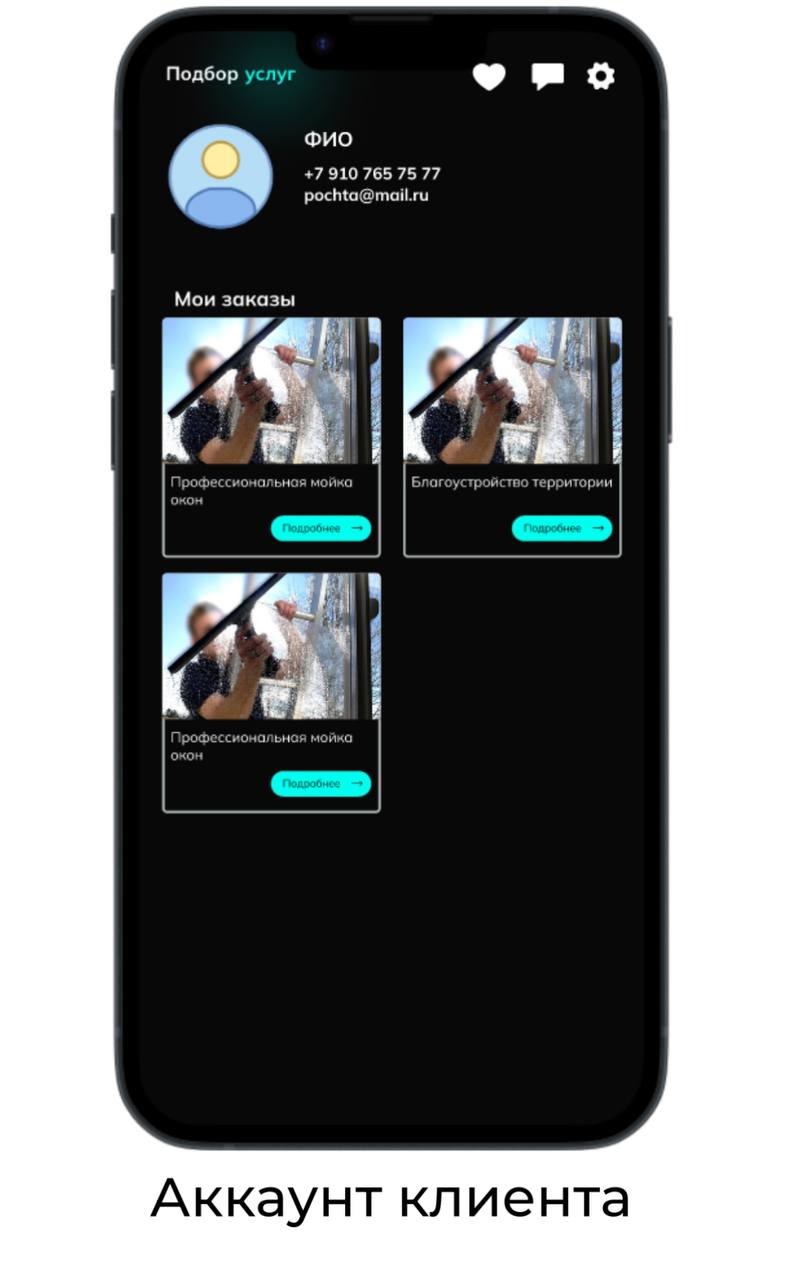 Подбор услуг
ФИО
+7 910 765 75 77
pochta@mail.ru
Мои заказы
Профессиональная мойка
окон
Подробнее →
Благоустройство территории
Подробнее →
Профессиональная мойка
окон
Подробнее →
Аккаунт клиента